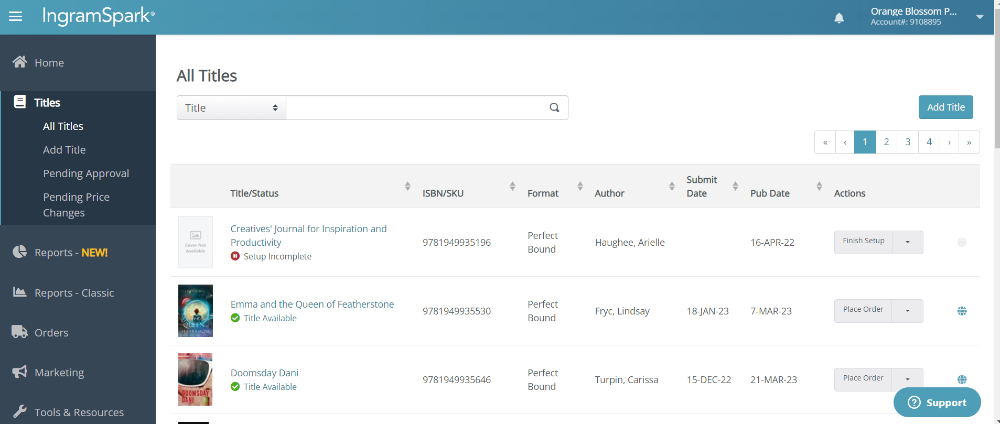 IngramSpark®
Orange Blossom P...
Account#: 9108895
Home
Titles
All Titles
Add Title
Pending Approval
Pending Price
Changes
Reports - NEW!
Reports - Classic
Orders
Marketing
Tools & Resources
All Titles
Title
Add Title
« ‹ 1 2 3 4 › »
Title/Status ISBN/SKU Format Author Submit Date Pub Date Actions
Cover Not
Available
Creatives' Journal for Inspiration and
Productivity
Setup Incomplete
9781949935196
Perfect
Bound
Haughee, Arielle
16-APR-22
Finish Setup
Emma
QUEEN of
FEATHERSTONE
Emma and the Queen of Featherstone
Title Available
9781949935530
Perfect
Bound
Fryc, Lindsay
18-JAN-23
7-MAR-23
Place Order
DOOMSDAY
DANI
Doomsday Dani
Title Available
9781949935646
Perfect
Bound
Turpin, Carissa
15-DEC-22
21-MAR-23
Place Order
Support